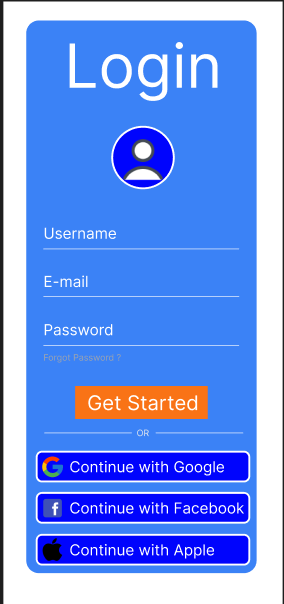 Login
Username
E-mail
Password
Forgot Password ?
Get Started
OR
Continue with Google
Continue with Facebook
Continue with Apple